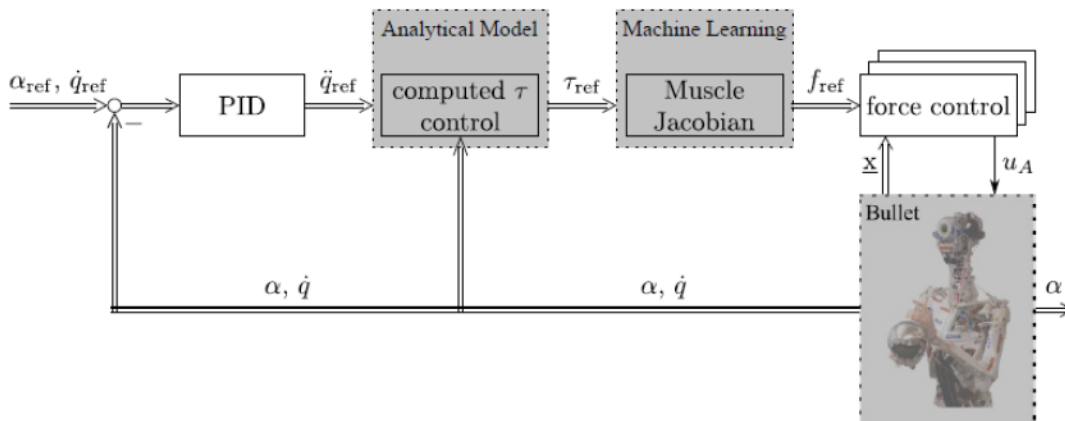 Analytical Model
Machine Learning
α_ref, q̇_ref
PID
q̈_ref
computed τ
control
τ_ref
Muscle
Jacobian
f_ref
force control
−
x
u_A
Bullet
α, q̇
α, q̇
α